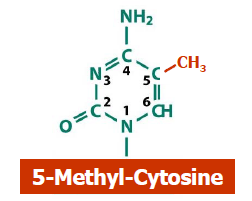 NH₂
CH₃
N 3 4 5
O C 2 1 6 CH
N
5-Methyl-Cytosine